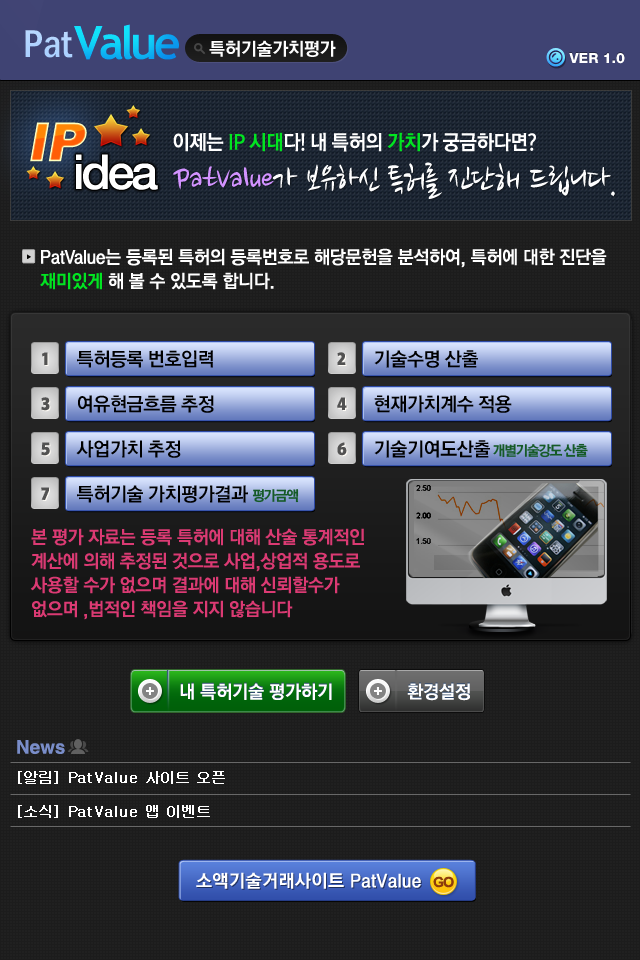 PatValue 특허기술가치평가
VER 1.0
IP idea
이제는 IP 시대다! 내 특허의 가치가 궁금하다면?
PatValue가 보유하신 특허를 진단해 드립니다.
PatValue는 등록된 특허의 등록번호로 해당문헌을 분석하여, 특허에 대한 진단을
재미있게 해 볼 수 있도록 합니다.
1 특허등록 번호입력
2 기술수명 산출
3 여유현금흐름 추정
4 현재가치계수 적용
5 사업가치 추정
6 기술기여도산출 개별기술강도 산출
7 특허기술 가치평가결과 평가금액
2.50
2.00
1.50
본 평가 자료는 등록 특허에 대해 산술 통계적인
계산에 의해 추정된 것으로 사업,상업적 용도로
사용할 수가 없으며 결과에 대해 신뢰할수가
없으며 ,법적인 책임을 지지 않습니다
내 특허기술 평가하기
환경설정
News
[알림] PatValue 사이트 오픈
[소식] PatValue 앱 이벤트
소액기술거래사이트 PatValue GO